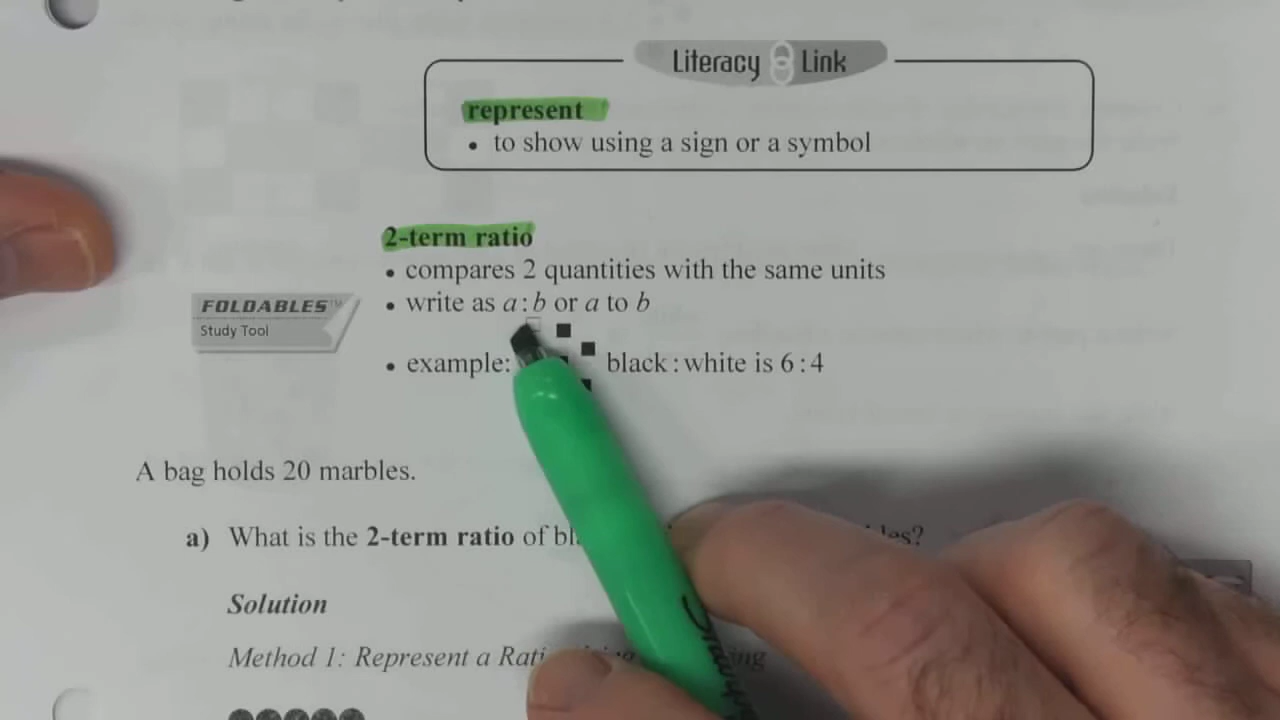 Literacy Link
represent
• to show using a sign or a symbol
2-term ratio
• compares 2 quantities with the same units
• write as a : b or a to b
FOLDABLES™
Study Tool
• example: black : white is 6 : 4
A bag holds 20 marbles.
a) What is the 2-term ratio of
Solution
Method 1: Represent a